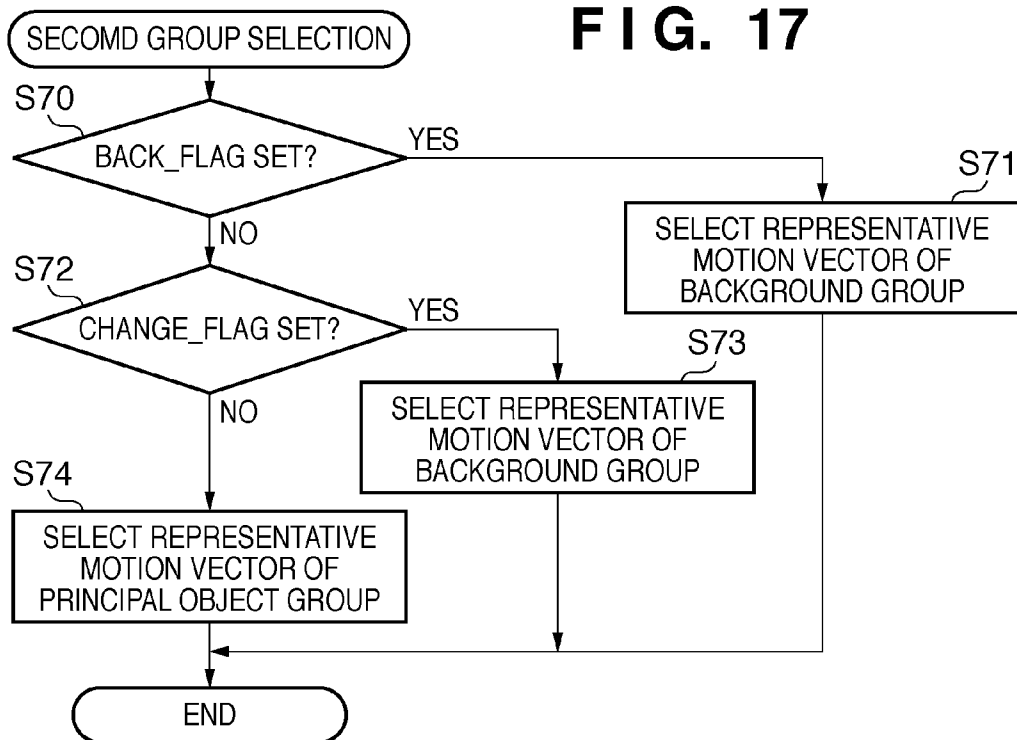 FIG. 17
SECOMD GROUP SELECTION
S70
BACK_FLAG SET?
YES
NO
S71
SELECT REPRESENTATIVE
MOTION VECTOR OF
BACKGROUND GROUP
S72
CHANGE_FLAG SET?
YES
NO
S73
SELECT REPRESENTATIVE
MOTION VECTOR OF
BACKGROUND GROUP
S74
SELECT REPRESENTATIVE
MOTION VECTOR OF
PRINCIPAL OBJECT GROUP
END